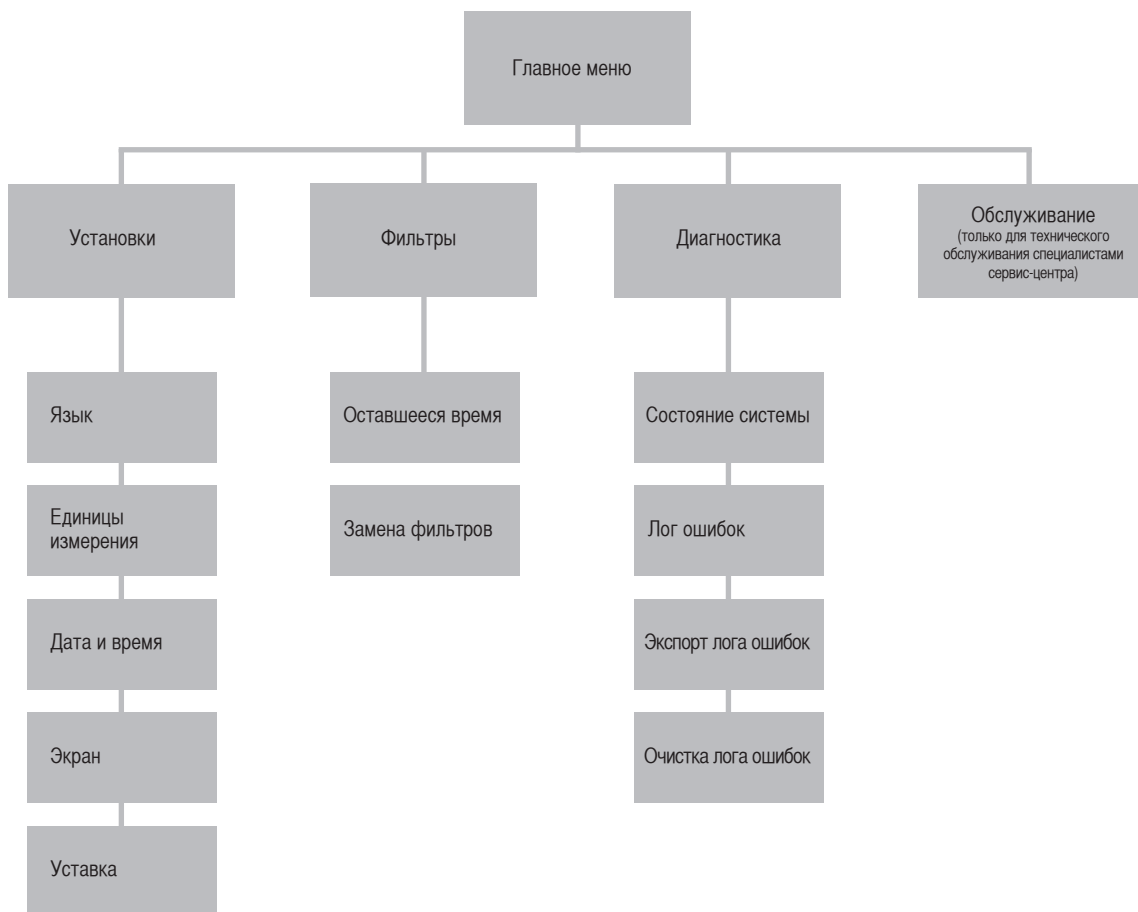 Главное меню
Установки
Фильтры
Диагностика
Обслуживание
(только для технического
обслуживания специалистами
сервис-центра)
Язык
Оставшееся время
Состояние системы
Единицы
измерения
Замена фильтров
Лог ошибок
Дата и время
Экспорт лога ошибок
Экран
Очистка лога ошибок
Уставка